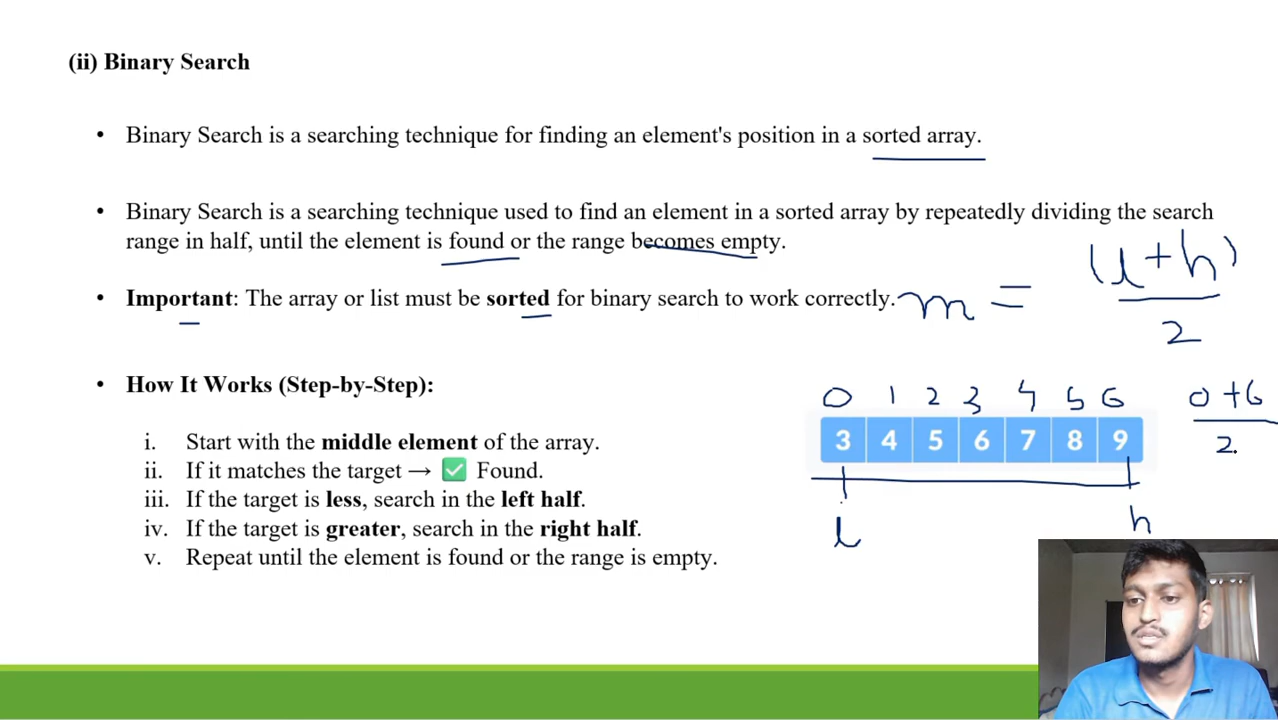 (ii) Binary Search
• Binary Search is a searching technique for finding an element's position in a sorted array.
• Binary Search is a searching technique used to find an element in a sorted array by repeatedly dividing the search
range in half, until the element is found or the range becomes empty.
• Important: The array or list must be sorted for binary search to work correctly.
m = (l+h)
2
• How It Works (Step-by-Step):
0 1 2 3 4 5 6
0+6
2
3 4 5 6 7 8 9
i. Start with the middle element of the array.
ii. If it matches the target → ✅ Found.
iii. If the target is less, search in the left half.
iv. If the target is greater, search in the right half.
l h
v. Repeat until the element is found or the range is empty.